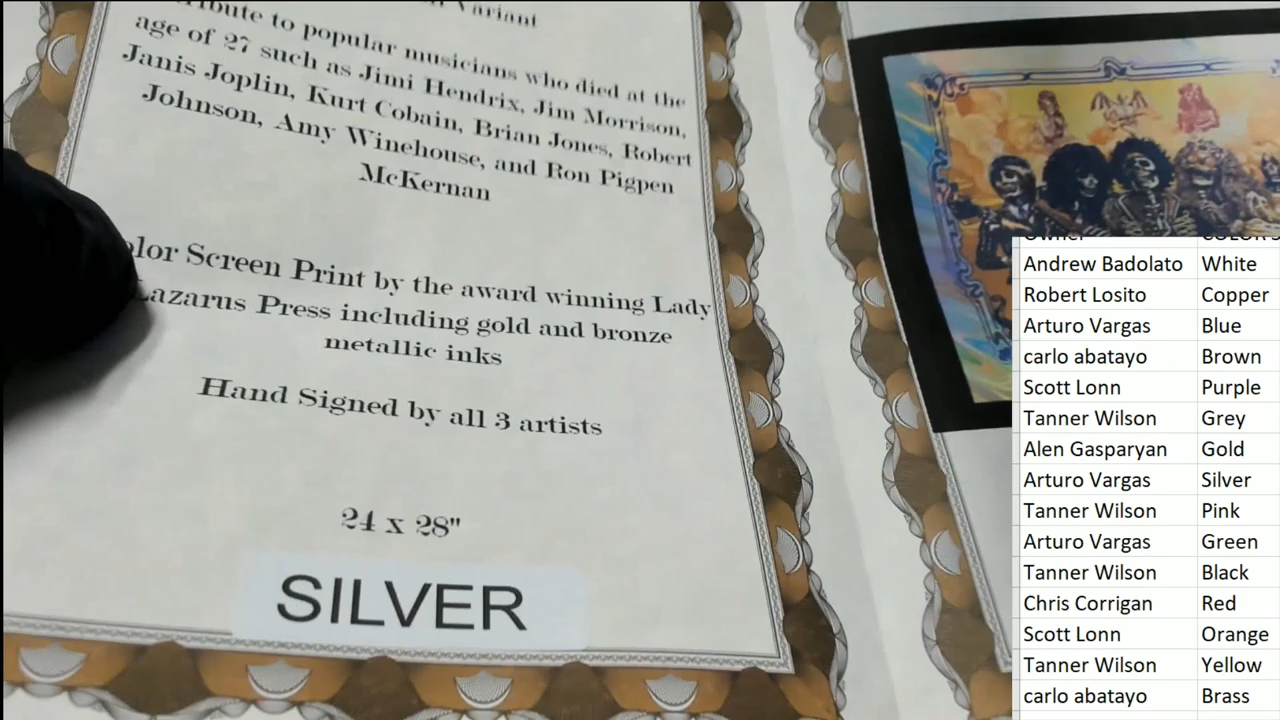 Variant
to popular musicians who died at the
age of 27 such as Jimi Hendrix, Jim Morrison,
Janis Joplin, Kurt Cobain, Brian Jones, Robert
Johnson, Amy Winehouse, and Ron Pigpen
McKernan
Screen Print by the award winning Lady
Lazarus Press including gold and bronze
metallic inks
Hand Signed by all 3 artists
24 x 28"
SILVER
Owner
Andrew Badolato White
Robert Losito Copper
Arturo Vargas Blue
carlo abatayo Brown
Scott Lonn Purple
Tanner Wilson Grey
Alen Gasparyan Gold
Arturo Vargas Silver
Tanner Wilson Pink
Arturo Vargas Green
Tanner Wilson Black
Chris Corrigan Red
Scott Lonn Orange
Tanner Wilson Yellow
carlo abatayo Brass